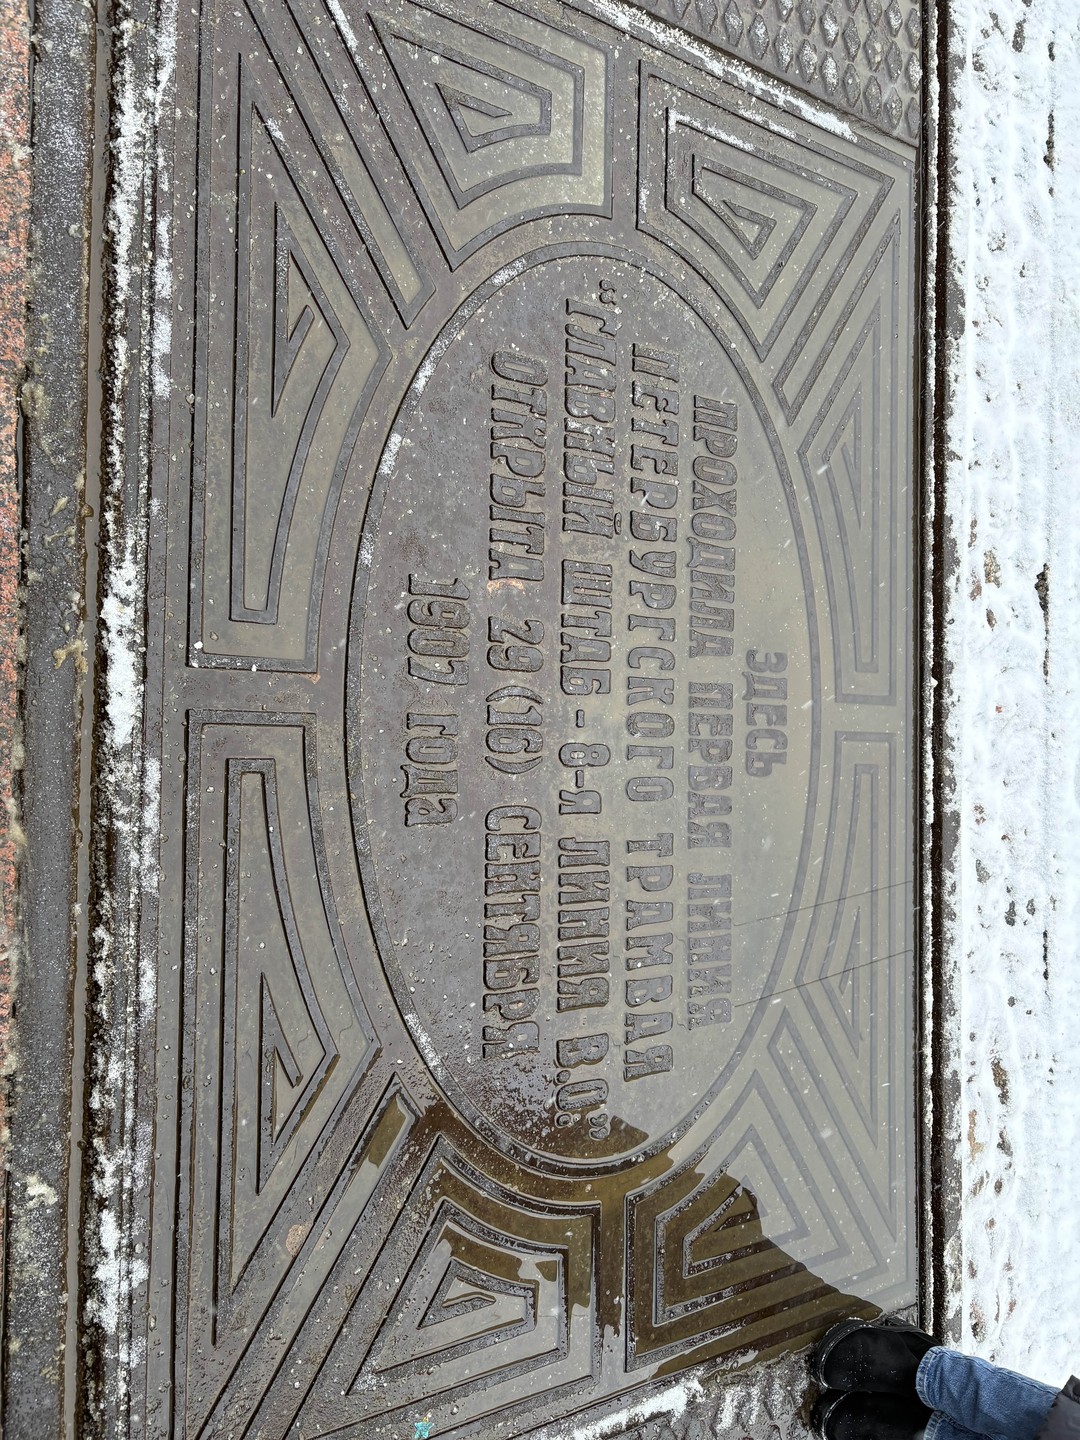 ЗДЕСЬ
ПРОХОДИЛА ПЕРВАЯ ЛИНИЯ
ПЕТЕРБУРГСКОГО ТРАМВАЯ
“ГЛАВНЫЙ ШТАБ - 8-Я ЛИНИЯ В.О.”
ОТКРЫТА 29 (16) СЕНТЯБРЯ
1907 ГОДа